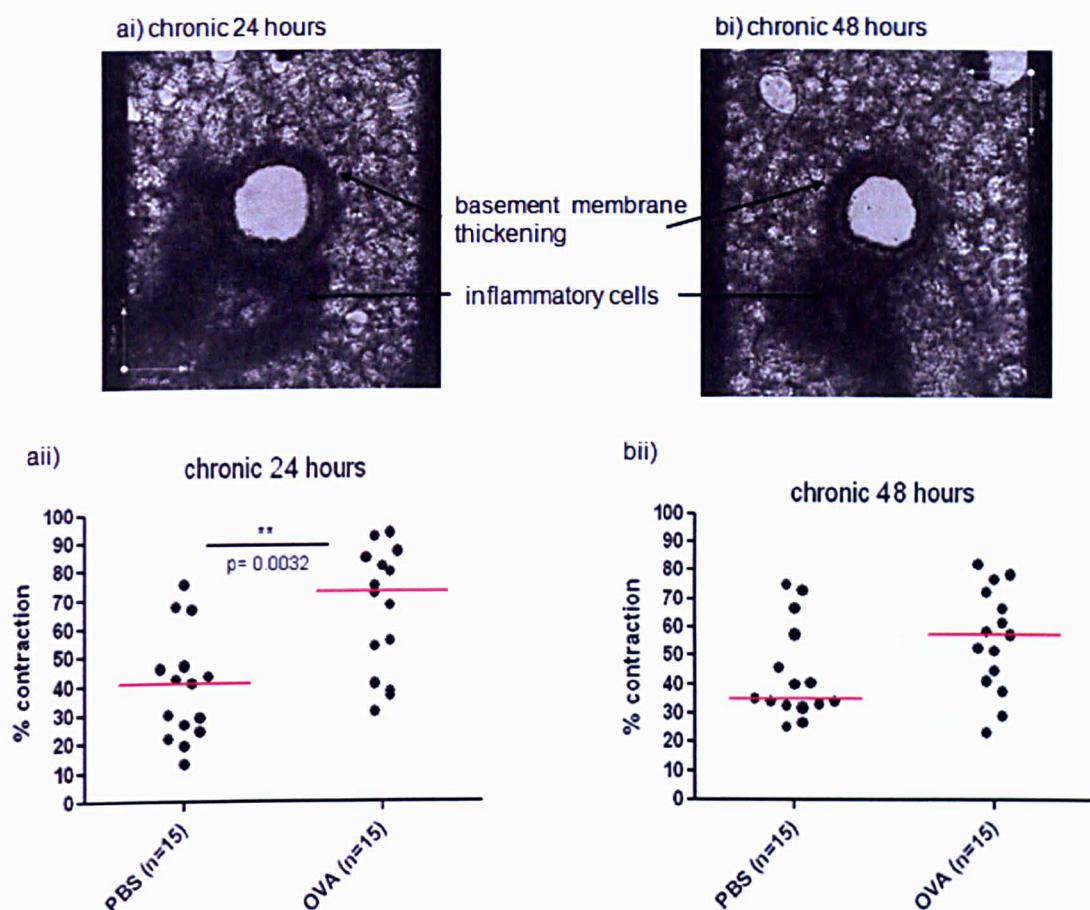 ai) chronic 24 hours
bi) chronic 48 hours
basement membrane
thickening
inflammatory cells
aii)
chronic 24 hours
% contraction
100
90
80
70
60
50
40
30
20
10
0
**
p= 0.0032
PBS (n=15)
OVA (n=15)
bii)
chronic 48 hours
% contraction
100
90
80
70
60
50
40
30
20
10
0
PBS (n=15)
OVA (n=15)